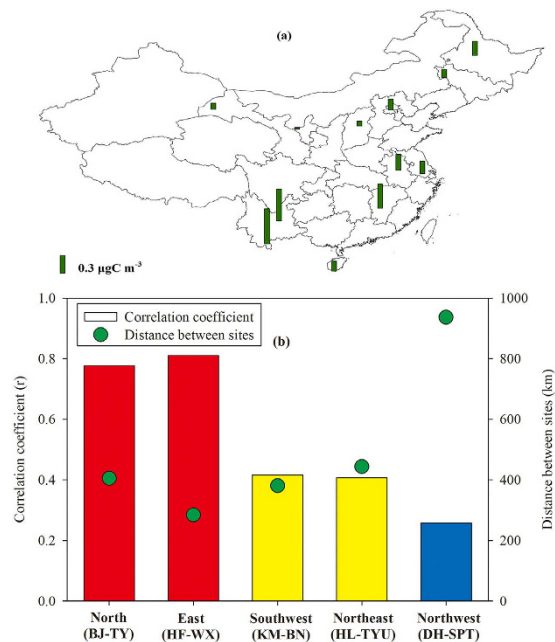 (a)
0.3 μgC m⁻³
1.0
1000
Correlation coefficient
Distance between sites
(b)
0.8
800
0.6
600
0.4
400
0.2
200
0.0
0
Correlation coefficient (r)
Distance between sites (km)
North
(BJ-TY)
East
(HF-WX)
Southwest
(KM-BN)
Northeast
(HL-TYU)
Northwest
(DH-SPT)